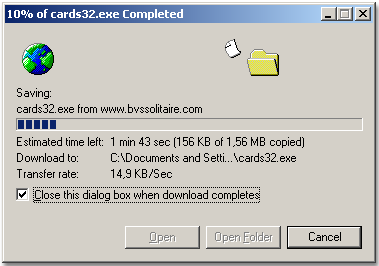 10% of cards32.exe Completed
Saving:
cards32.exe from www.bvssolitaire.com
Estimated time left: 1 min 43 sec (156 KB of 1,56 MB copied)
Download to: C:\Documents and Setti...\cards32.exe
Transfer rate: 14,9 KB/Sec
Close this dialog box when download completes
Open Open Folder Cancel